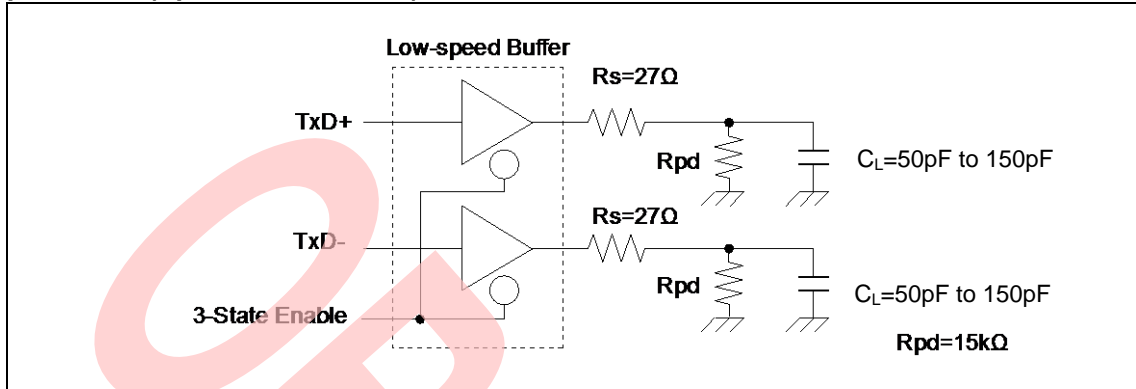 Low-speed Buffer
Rs=27Ω
TxD+
Rpd
CL=50pF to 150pF
Rs=27Ω
TxD-
Rpd
CL=50pF to 150pF
3-State Enable
Rpd=15kΩ